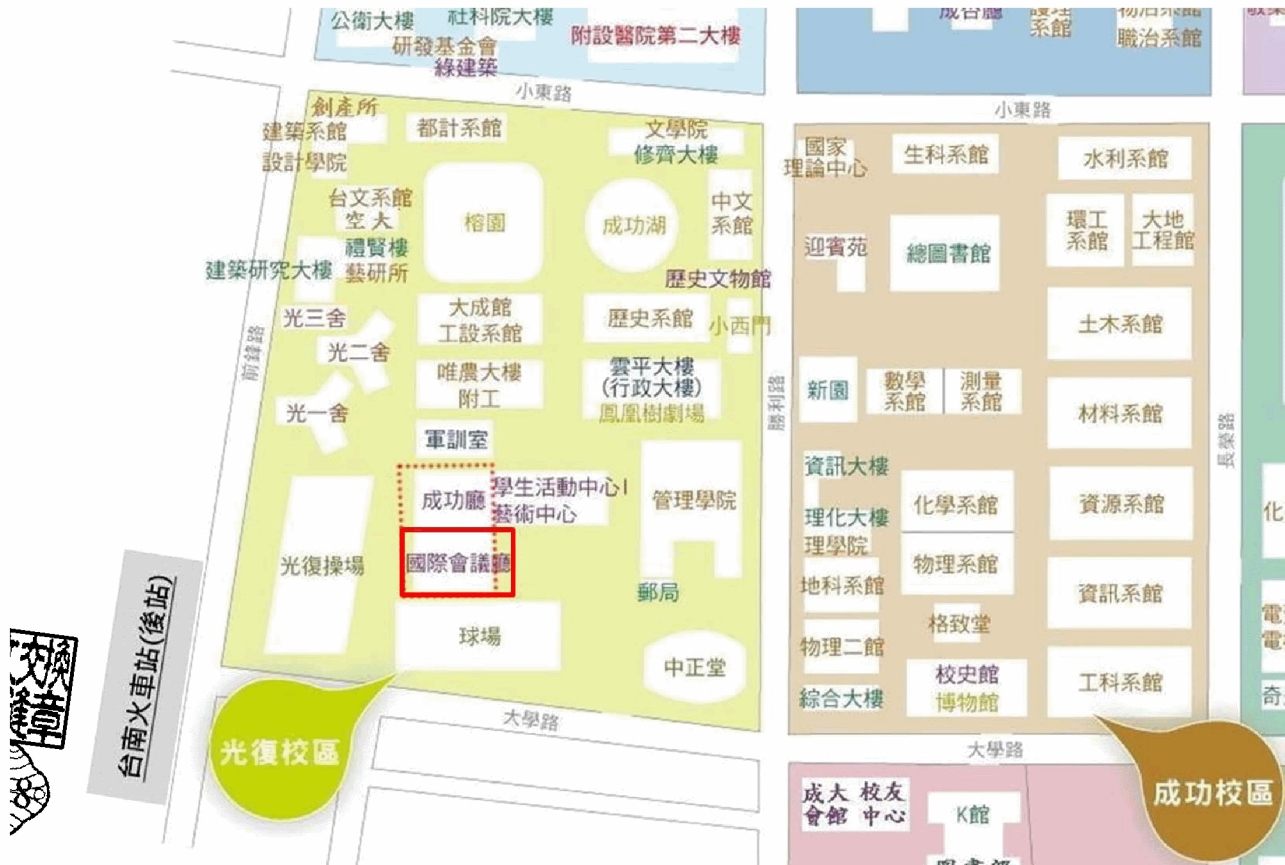 公衛大樓
社科院大樓
研發基金會
綠建築
附設醫院第二大樓
成杏廳
護理
系館
物治系館
職治系館
小東路
小東路
創產所
建築系館
設計學院
都計系館
文學院
修齊大樓
台文系館
空大
禮賢樓
藝研所
建築研究大樓
榕園
成功湖
中文
系館
歷史文物館
光三舍
光二舍
光一舍
大成館
工設系館
歷史系館
小西門
唯農大樓
附工
雲平大樓
(行政大樓)
鳳凰樹劇場
軍訓室
成功廳
學生活動中心I
藝術中心
國際會議廳
管理學院
光復操場
郵局
球場
中正堂
前鋒路
勝利路
長榮路
國家
理論中心
生科系館
水利系館
迎賓苑
總圖書館
環工
系館
大地
工程館
土木系館
新園
數學
系館
測量
系館
材料系館
資訊大樓
理化大樓
理學院
化學系館
資源系館
地科系館
物理系館
資訊系館
物理二館
格致堂
綜合大樓
校史館
博物館
工科系館
化
電
電
奇
台南火車站(後站)
光復校區
大學路
大學路
成功校區
成大 校友
會館 中心
K館